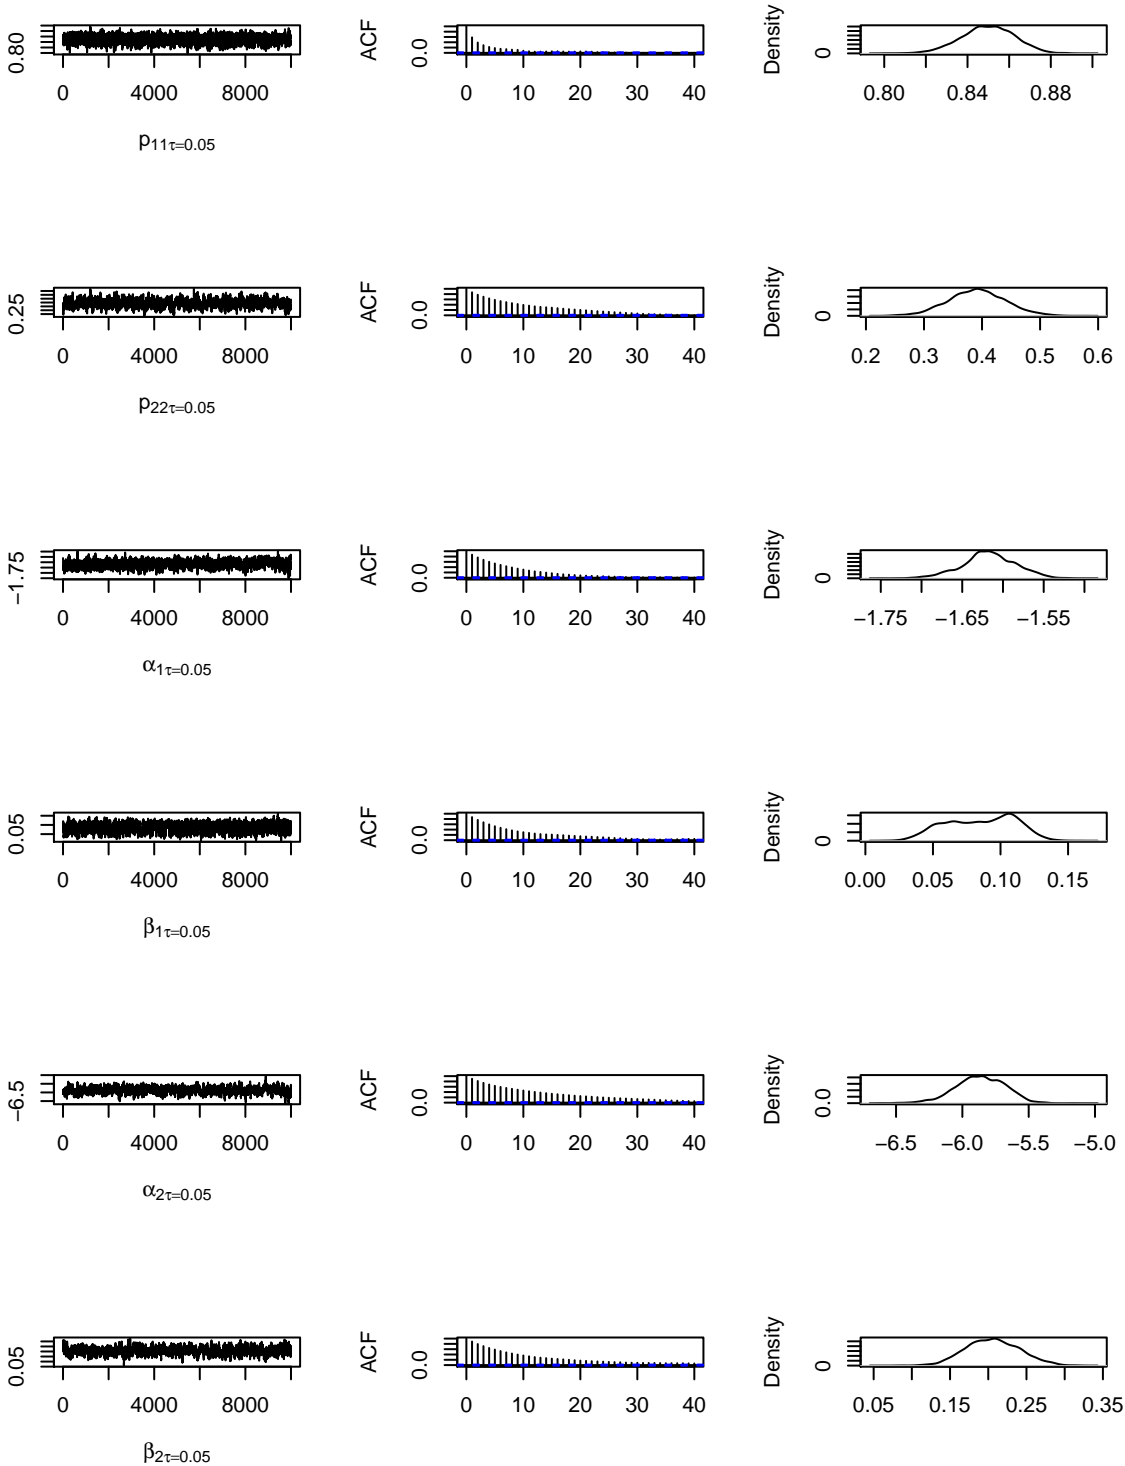 0.80 ACF 0.0 Density 0
0 4000 8000 0 10 20 30 40 0.80 0.84 0.88
p11τ=0.05
0.25 ACF 0.0 Density 0
0 4000 8000 0 10 20 30 40 0.2 0.3 0.4 0.5 0.6
p22τ=0.05
−1.75 ACF 0.0 Density 0
0 4000 8000 0 10 20 30 40 −1.75 −1.65 −1.55
α1τ=0.05
0.05 ACF 0.0 Density 0
0 4000 8000 0 10 20 30 40 0.00 0.05 0.10 0.15
β1τ=0.05
−6.5 ACF 0.0 Density 0.0
0 4000 8000 0 10 20 30 40 −6.5 −6.0 −5.5 −5.0
α2τ=0.05
0.05 ACF 0.0 Density 0
0 4000 8000 0 10 20 30 40 0.05 0.15 0.25 0.35
β2τ=0.05